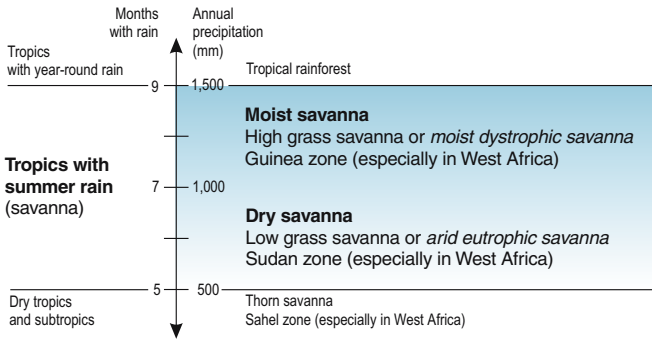 Months
with rain
Annual
precipitation
(mm)
Tropics
with year-round rain
Tropical rainforest
9
1,500
Moist savanna
High grass savanna or moist dystrophic savanna
Guinea zone (especially in West Africa)
Tropics with
summer rain
(savanna)
7
1,000
Dry savanna
Low grass savanna or arid eutrophic savanna
Sudan zone (especially in West Africa)
5
500
Dry tropics
and subtropics
Thorn savanna
Sahel zone (especially in West Africa)